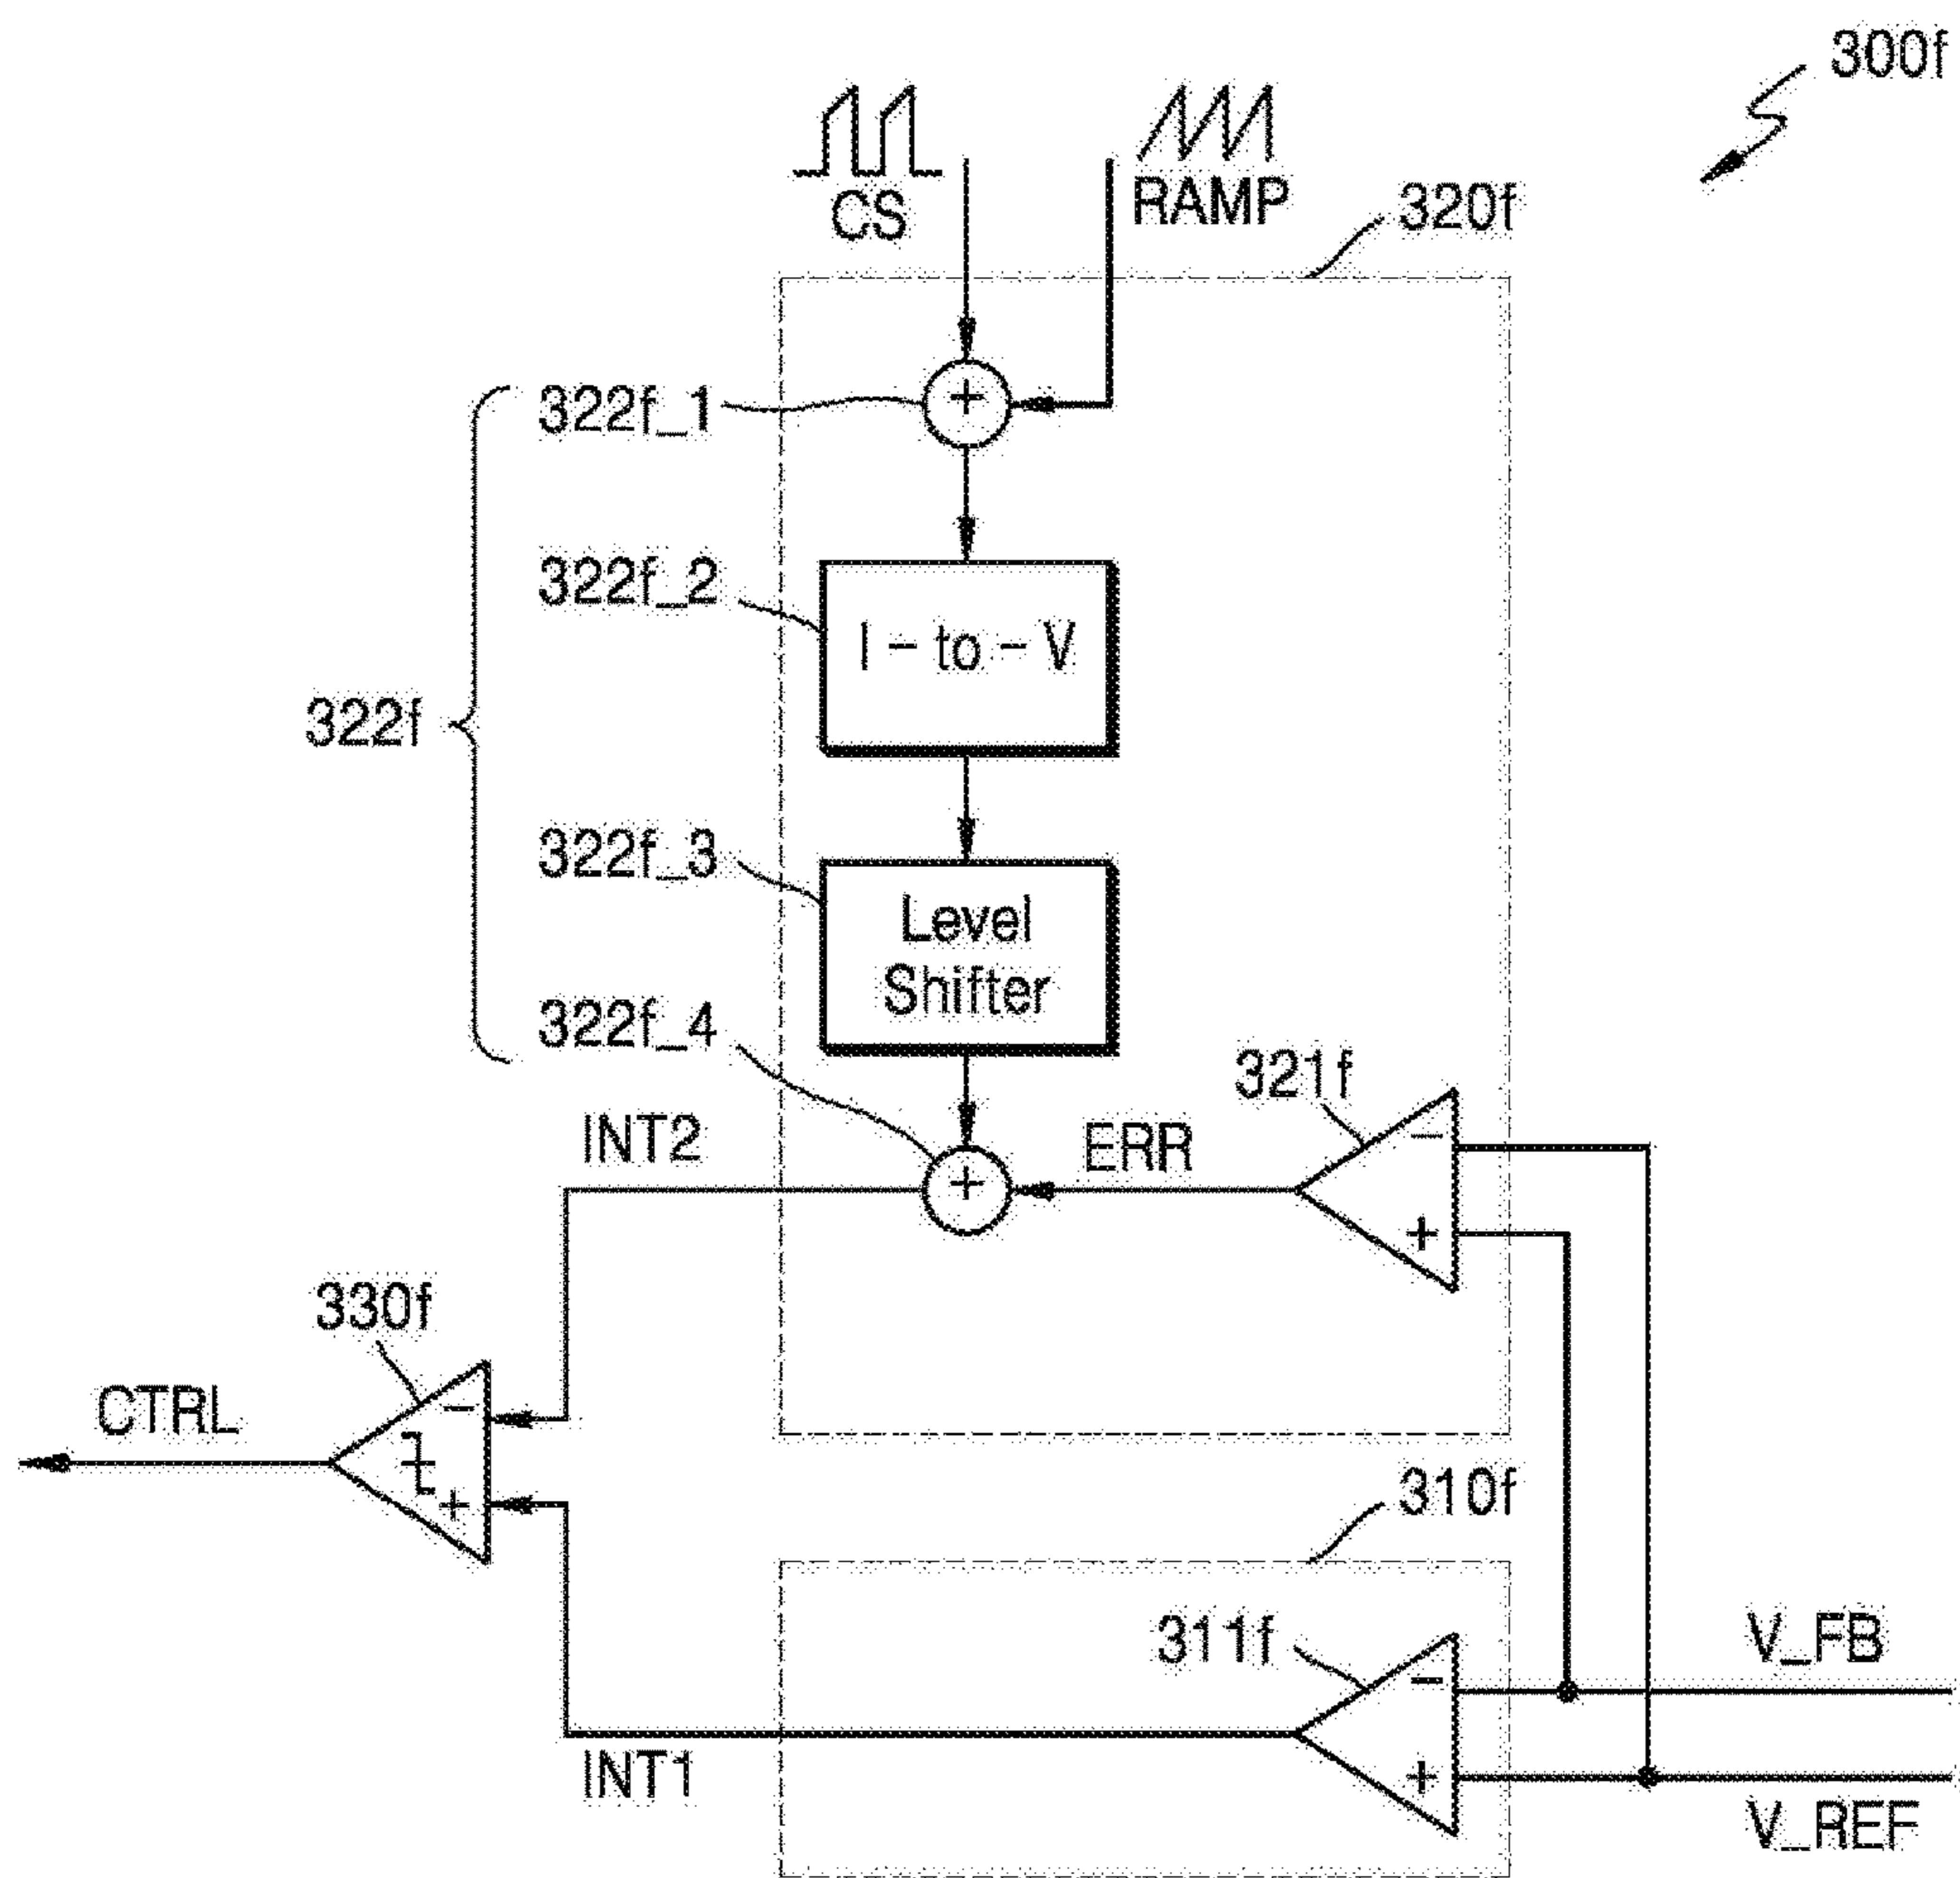 300f
CS
RAMP
320f
322f_1
322f_2
I - to - V
322f
322f_3
Level
Shifter
322f_4
321f
INT2
ERR
-
+
+
+
330f
CTRL
-
+
310f
311f
V_FB
-
+
INT1
V_REF